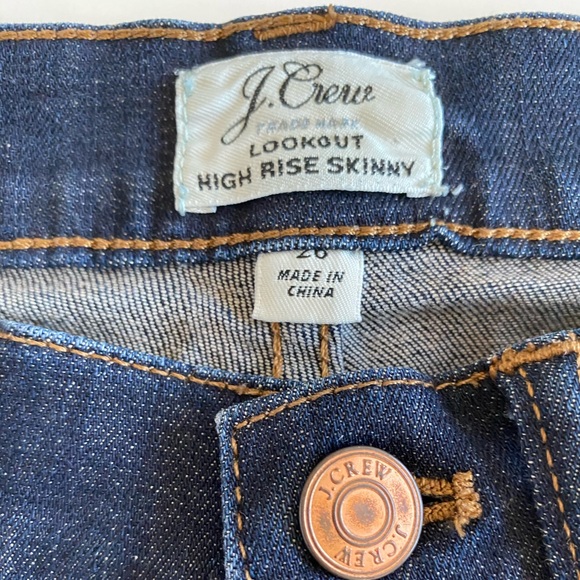 J.Crew
TRADE MARK
LOOKOUT
HIGH RISE SKINNY
26
MADE IN
CHINA
J.CREW
J.CREW